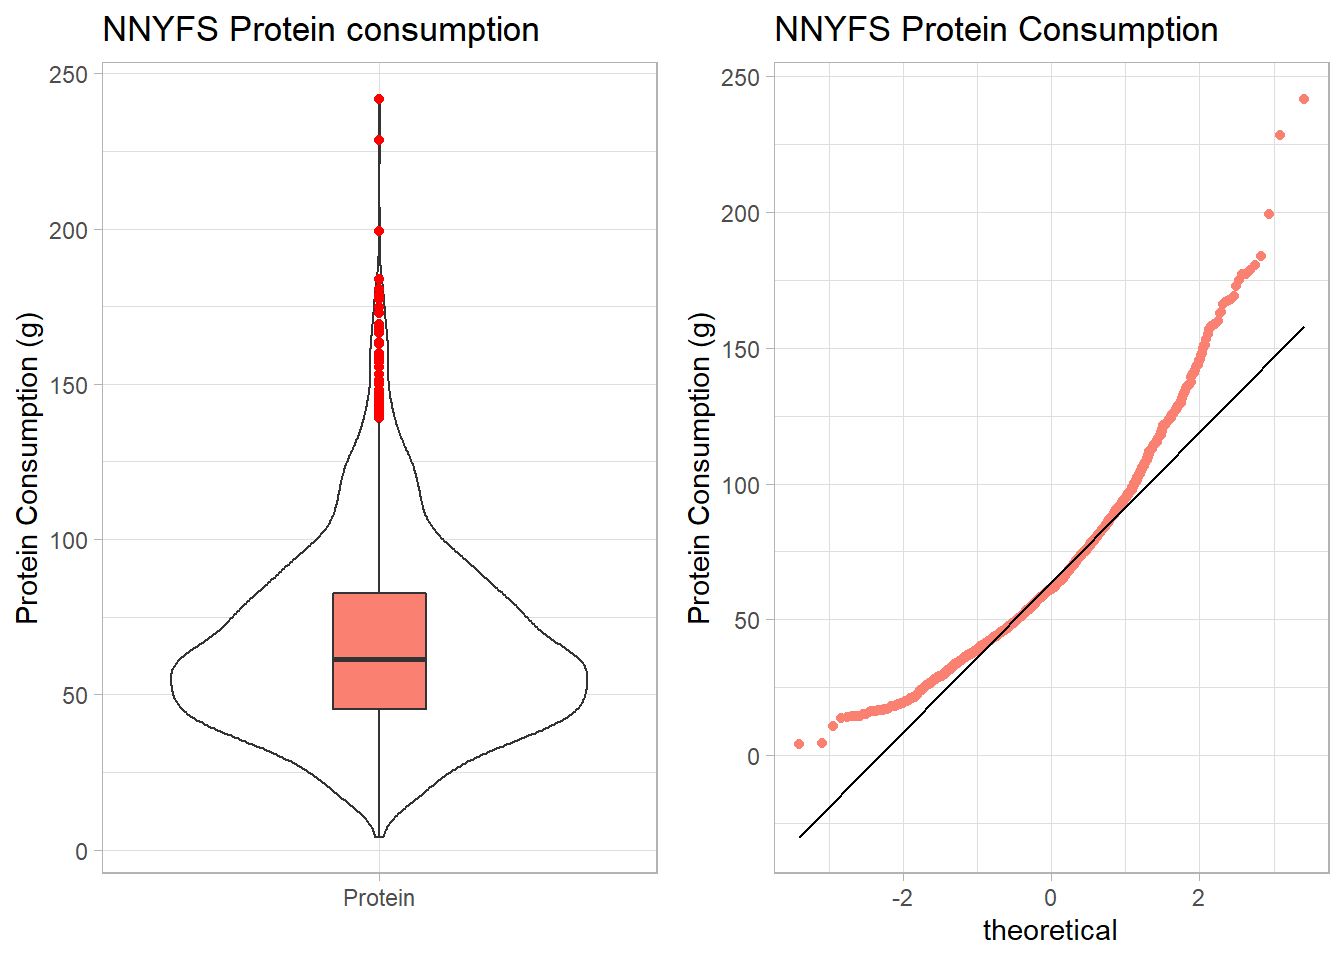 NNYFS Protein consumption
Protein Consumption (g)
250
200
150
100
50
0
Protein
NNYFS Protein Consumption
Protein Consumption (g)
250
200
150
100
50
0
-2
0
2
theoretical